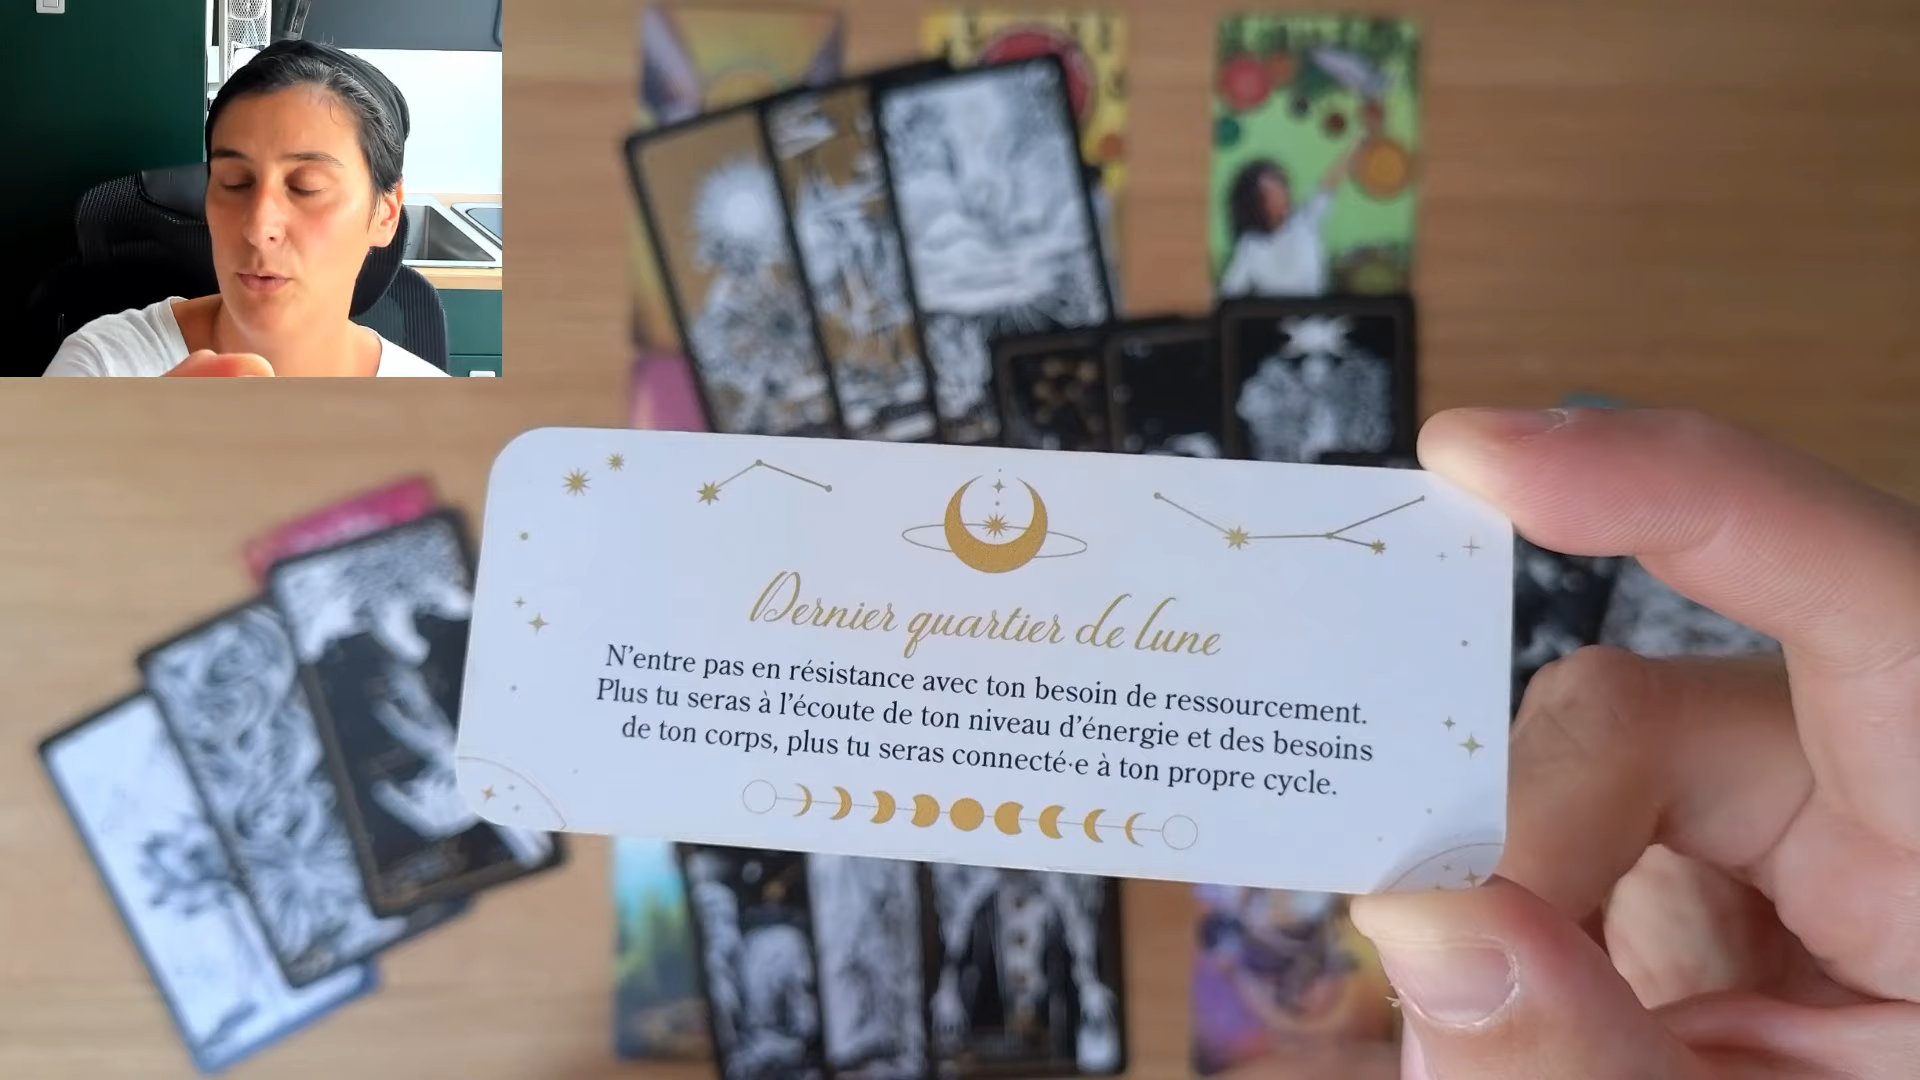 Dernier quartier de lune
N'entre pas en résistance avec ton besoin de ressourcement.
Plus tu seras à l'écoute de ton niveau d'énergie et des besoins
de ton corps, plus tu seras connecté·e à ton propre cycle.